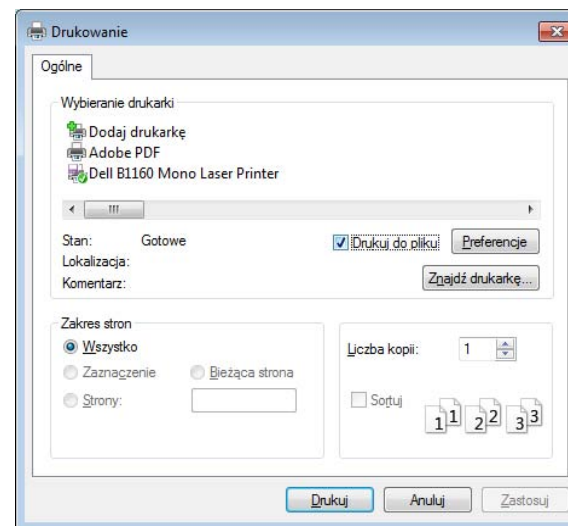 Drukowanie
Ogólne
Wybieranie drukarki
Dodaj drukarkę
Adobe PDF
Dell B1160 Mono Laser Printer
Stan: Gotowe
Drukuj do pliku
Preferencje
Lokalizacja:
Komentarz:
Znajdź drukarkę...
Zakres stron
Wszystko
Zaznaczenie
Bieżąca strona
Strony:
Liczba kopii: 1
Sortuj
1 1 2 2 3 3
Drukuj
Anuluj
Zastosuj